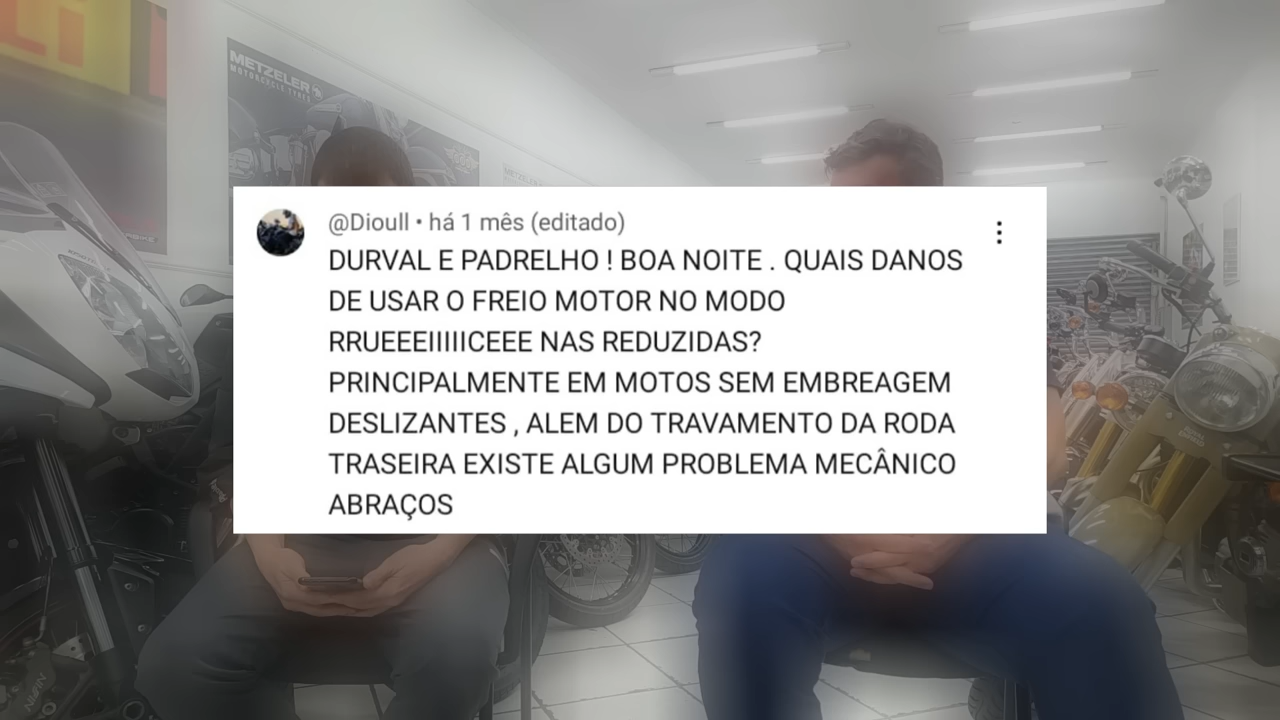 METZELER
MOTORCYCLE TYRES
@Dioull • há 1 mês (editado)
DURVAL E PADRELHO ! BOA NOITE . QUAIS DANOS
DE USAR O FREIO MOTOR NO MODO
RRUEEEIIIIICEEE NAS REDUZIDAS?
PRINCIPALMENTE EM MOTOS SEM EMBREAGEM
DESLIZANTES , ALEM DO TRAVAMENTO DA RODA
TRASEIRA EXISTE ALGUM PROBLEMA MECÂNICO
ABRAÇOS